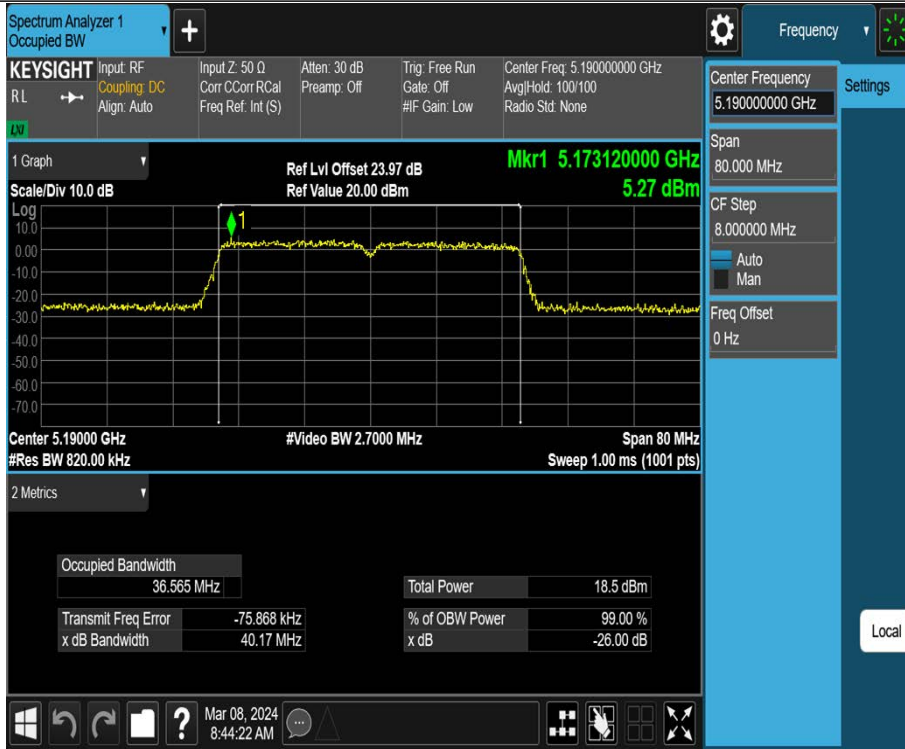 Spectrum Analyzer 1
Occupied BW
Frequency
KEYSIGHT
R L
LXI
Input: RF
Coupling: DC
Align: Auto
Input Z: 50 Ω
Corr CCorr RCal
Freq Ref: Int (S)
Atten: 30 dB
Preamp: Off
Trig: Free Run
Gate: Off
#IF Gain: Low
Center Freq: 5.190000000 GHz
Avg|Hold: 100/100
Radio Std: None
Center Frequency
5.190000000 GHz
Settings
Span
80.000 MHz
CF Step
8.000000 MHz
Auto
Man
Freq Offset
0 Hz
Local
1 Graph
Scale/Div 10.0 dB
Ref Lvl Offset 23.97 dB
Ref Value 20.00 dBm
Mkr1 5.173120000 GHz
5.27 dBm
Log
1
10.0
0.00
-10.0
-20.0
-30.0
-40.0
-50.0
-60.0
-70.0
Center 5.19000 GHz
#Res BW 820.00 kHz
#Video BW 2.7000 MHz
Span 80 MHz
Sweep 1.00 ms (1001 pts)
2 Metrics
Occupied Bandwidth
36.565 MHz
Total Power 18.5 dBm
Transmit Freq Error -75.868 kHz
% of OBW Power 99.00 %
x dB Bandwidth 40.17 MHz
x dB -26.00 dB
?
Mar 08, 2024
8:44:22 AM